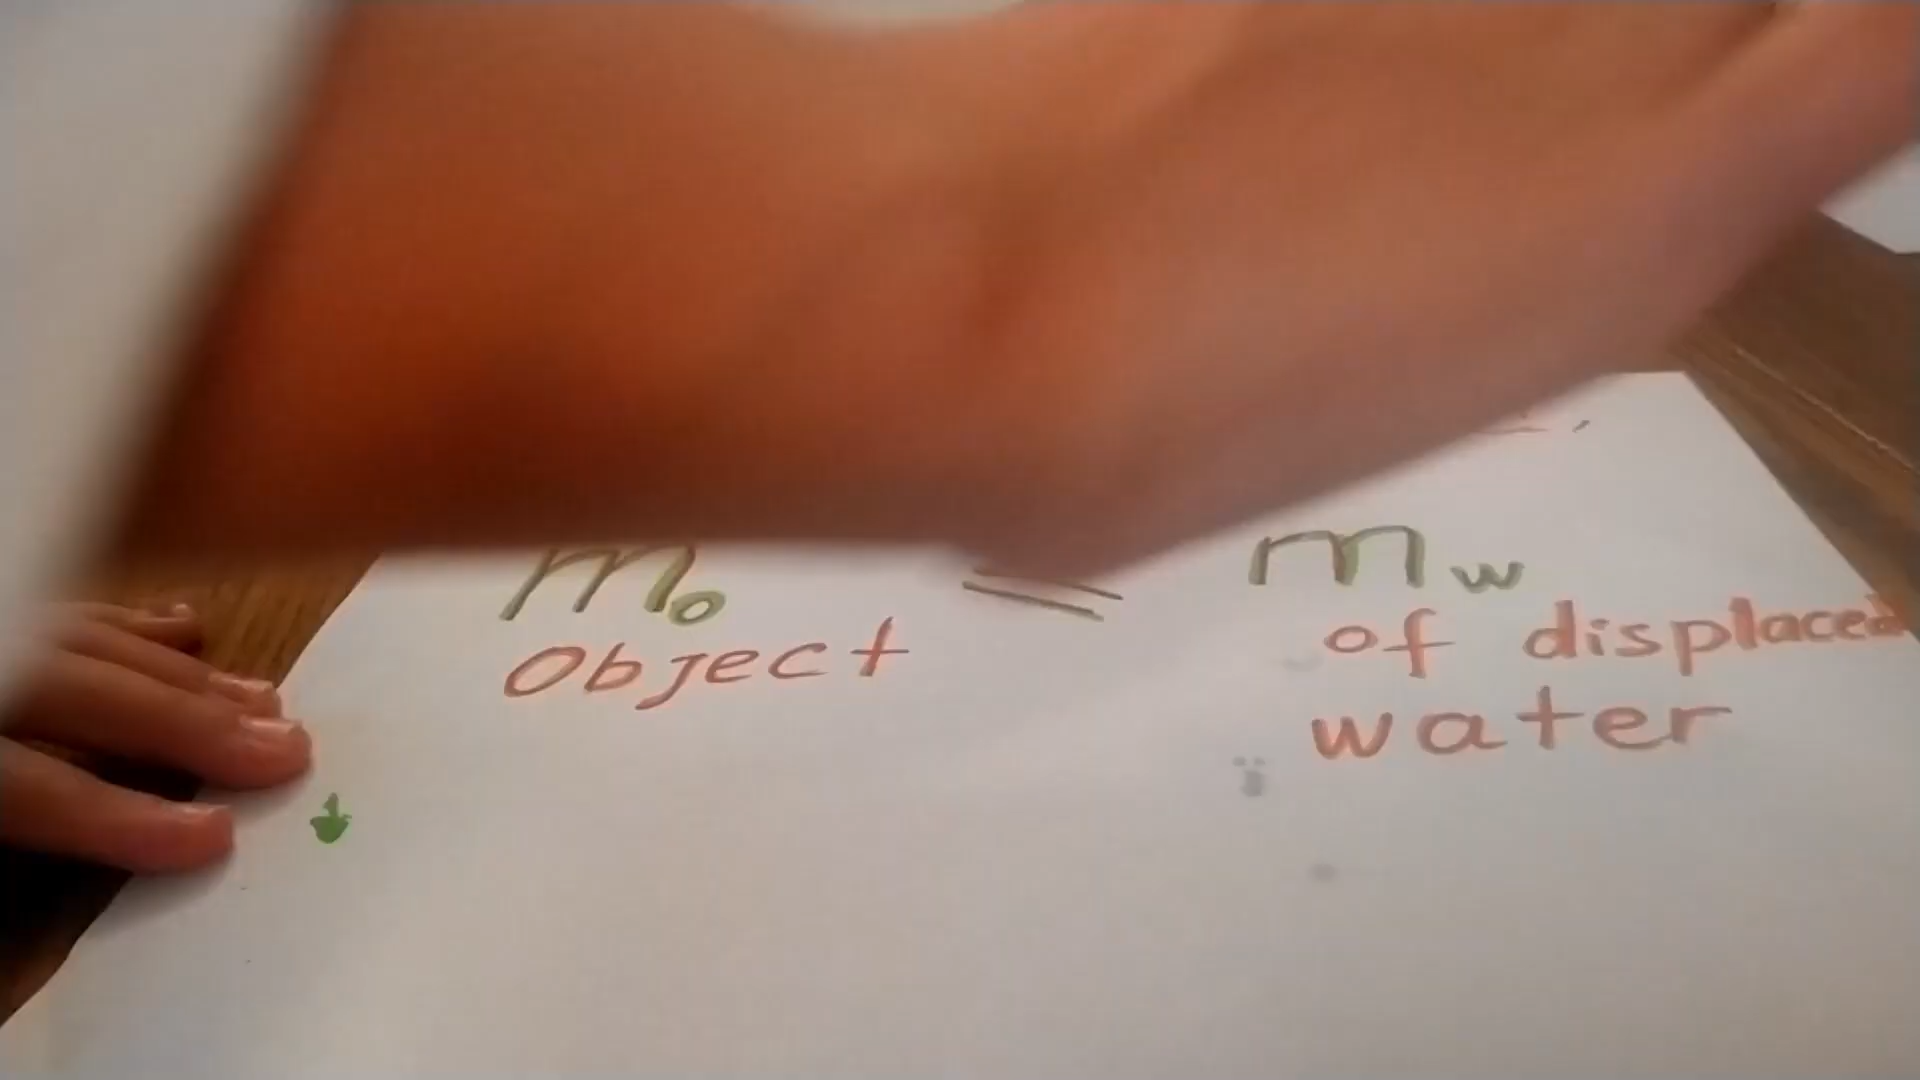 m₀ = m_w
Object of displaced
water